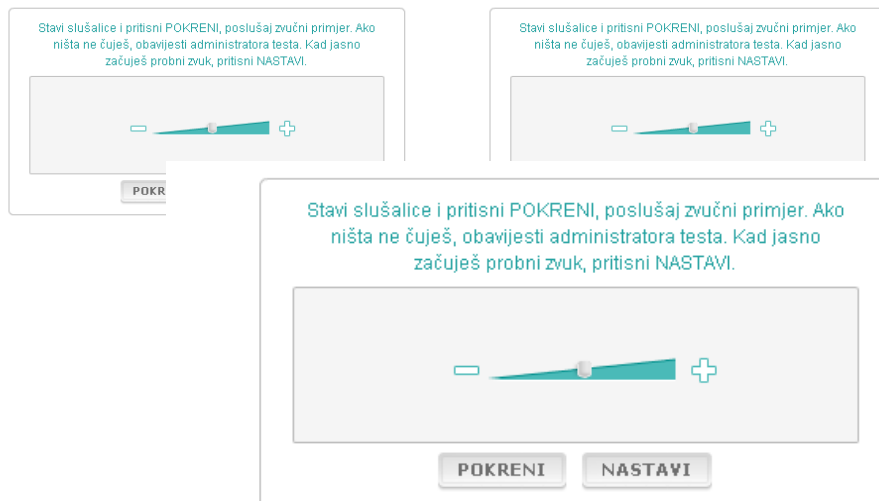 Stavi slušalice i pritisni POKRENI, poslušaj zvučni primjer. Ako
ništa ne čuješ, obavijesti administratora testa. Kad jasno
začuješ probni zvuk, pritisni NASTAVI.
POKR
Stavi slušalice i pritisni POKRENI, poslušaj zvučni primjer. Ako
ništa ne čuješ, obavijesti administratora testa. Kad jasno
začuješ probni zvuk, pritisni NASTAVI.
Stavi slušalice i pritisni POKRENI, poslušaj zvučni primjer. Ako
ništa ne čuješ, obavijesti administratora testa. Kad jasno
začuješ probni zvuk, pritisni NASTAVI.
POKRENI NASTAVI